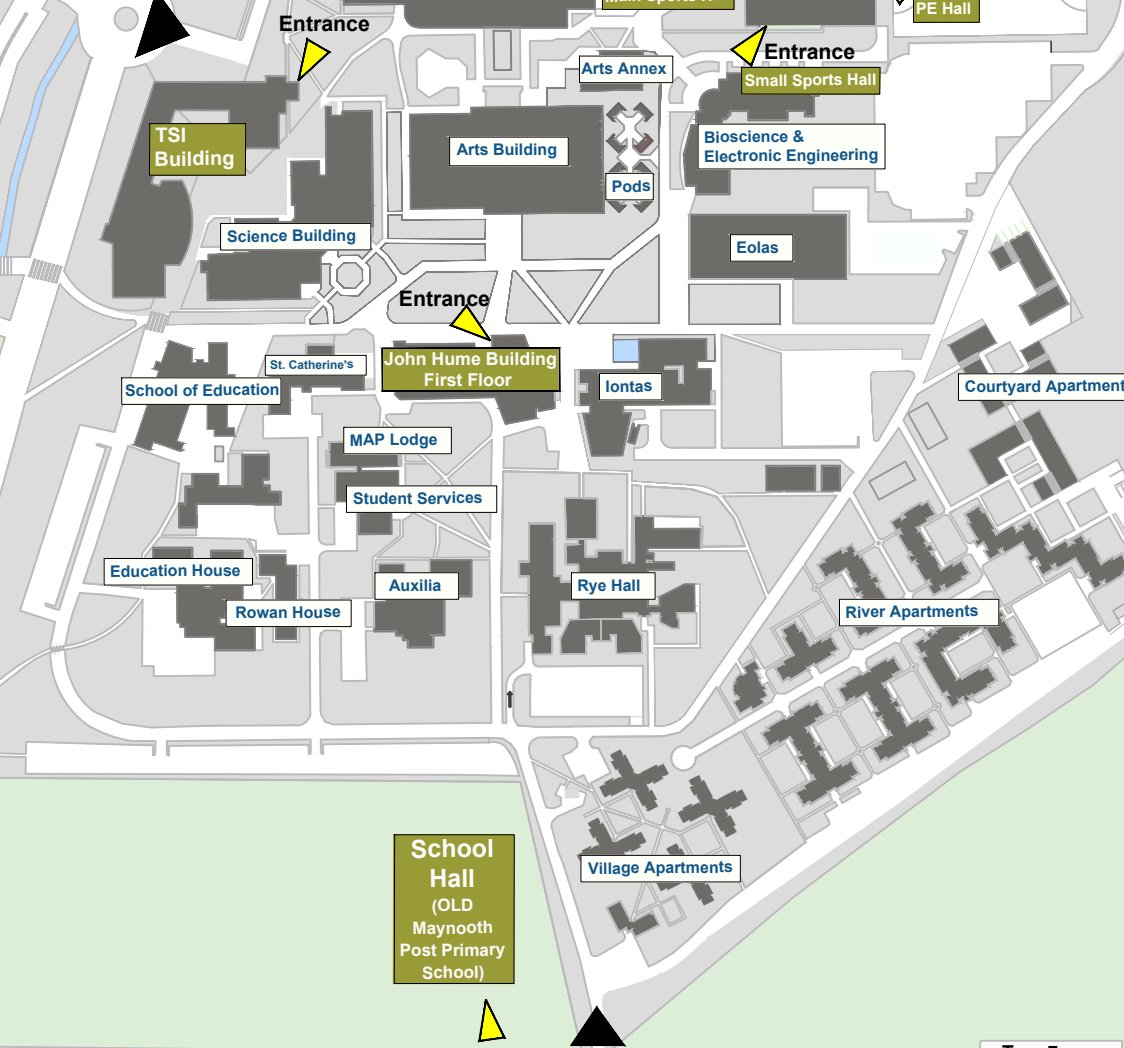 Main Sports H
PE Hall
Entrance
Entrance
Arts Annex
Small Sports Hall
TSI
Building
Arts Building
Bioscience &
Electronic Engineering
Pods
Science Building
Eolas
Entrance
John Hume Building
First Floor
St. Catherine's
School of Education
Iontas
Courtyard Apartment
MAP Lodge
Student Services
Education House
Auxilia
Rye Hall
Rowan House
River Apartments
School
Hall
(OLD
Maynooth
Post Primary
School)
Village Apartments